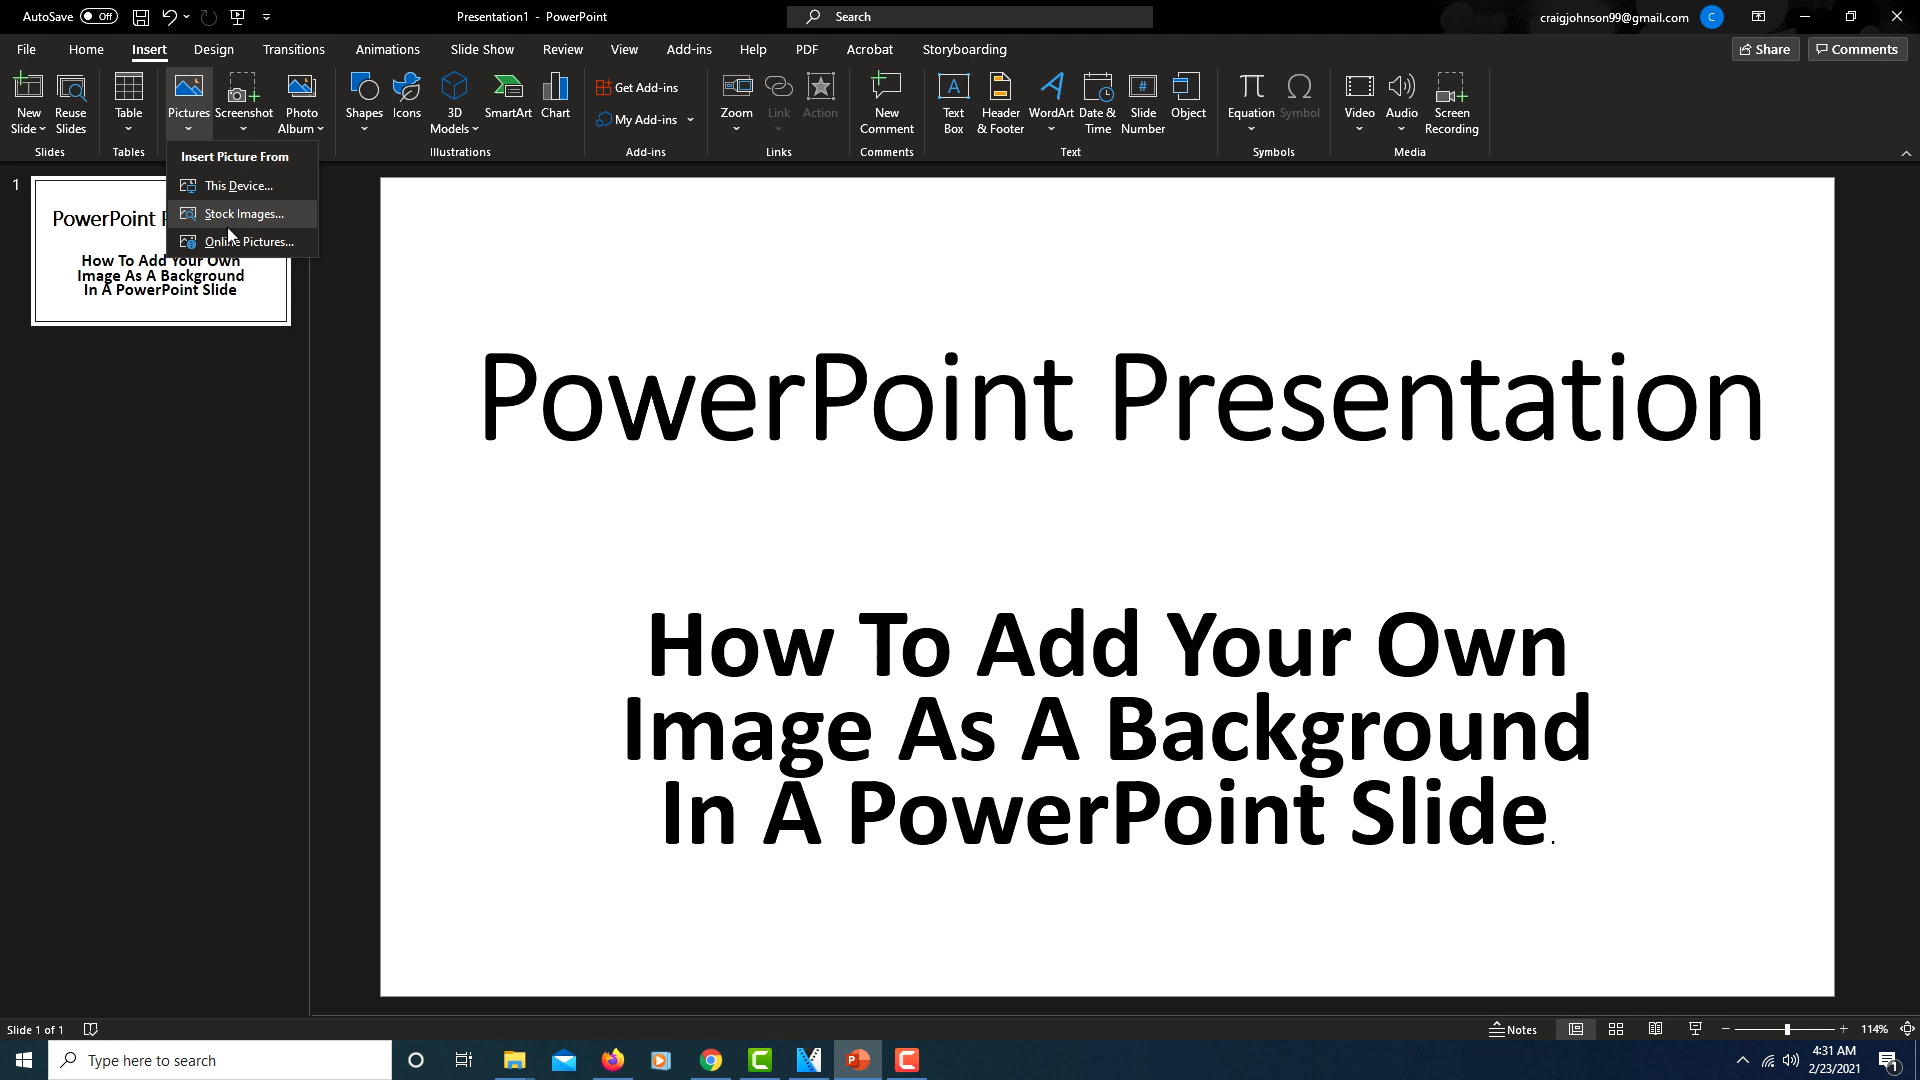 AutoSave Off
Presentation1 - PowerPoint
Search
craigjohnson99@gmail.com C
File Home Insert Design Transitions Animations Slide Show Review View Add-ins Help PDF Acrobat Storyboarding
Share Comments
New Slide
Reuse Slides
Table
Pictures
Screenshot
Photo Album
Shapes
Icons
3D Models
SmartArt
Chart
Get Add-ins
My Add-ins
Zoom
Link
Action
New Comment
Text Box
Header & Footer
WordArt
Date & Time
Slide Number
Object
Equation
Symbol
Video
Audio
Screen Recording
Slides Tables Illustrations Add-ins Links Comments Text Symbols Media
Insert Picture From
This Device...
Stock Images...
Online Pictures...
1
PowerPoint
How To Add Your Own
Image As A Background
In A PowerPoint Slide
PowerPoint Presentation
How To Add Your Own
Image As A Background
In A PowerPoint Slide.
Slide 1 of 1
Notes
114%
Type here to search
4:31 AM
2/23/2021
1